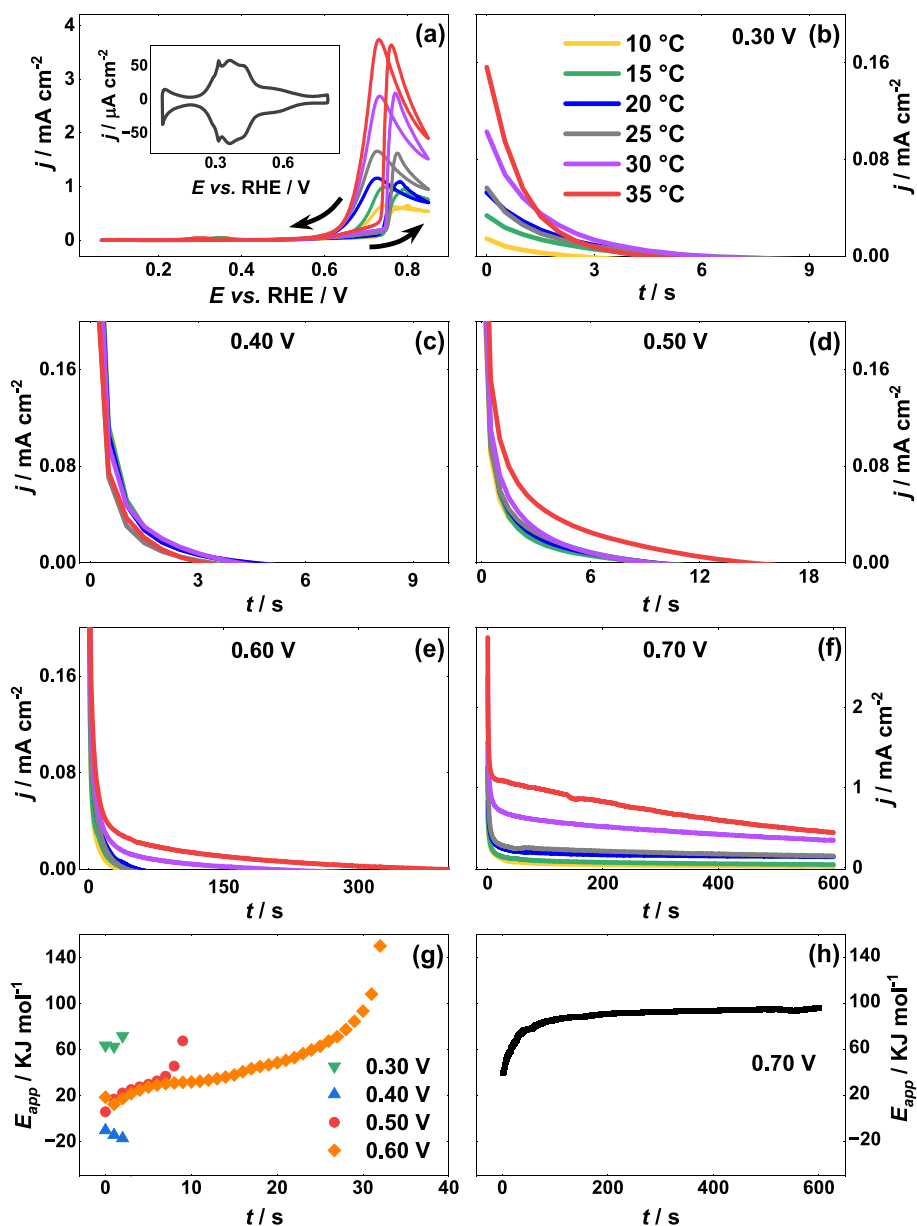 (a)
j / mA cm⁻²
4
3
2
1
0
j / µA cm⁻²
50
0
−50
0.3 0.6
E vs. RHE / V
0.2 0.4 0.6 0.8
E vs. RHE / V
0.30 V (b)
10 °C
15 °C
20 °C
25 °C
30 °C
35 °C
0.16
0.08
0.00
j / mA cm⁻²
0 3 6 9
t / s
0.40 V (c)
j / mA cm⁻²
0.16
0.08
0.00
0 3 6 9
t / s
0.50 V (d)
0.16
0.08
0.00
j / mA cm⁻²
0 6 12 18
t / s
0.60 V (e)
j / mA cm⁻²
0.16
0.08
0.00
0 150 300
t / s
0.70 V (f)
2
1
0
j / mA cm⁻²
0 200 400 600
t / s
(g)
E_app / KJ mol⁻¹
140
100
60
20
−20
0.30 V
0.40 V
0.50 V
0.60 V
0 10 20 30 40
t / s
(h)
0.70 V
140
100
60
20
−20
E_app / KJ mol⁻¹
0 200 400 600
t / s